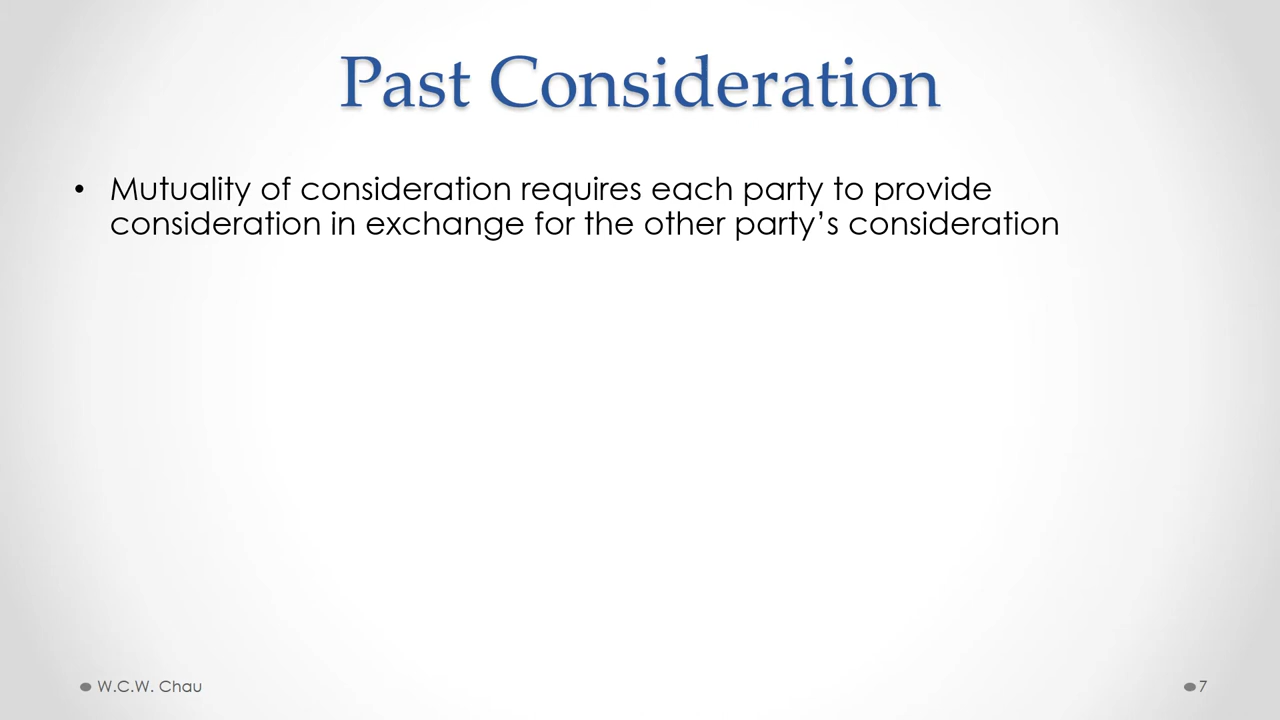 Past Consideration
• Mutuality of consideration requires each party to provide
consideration in exchange for the other party’s consideration
W.C.W. Chau
7